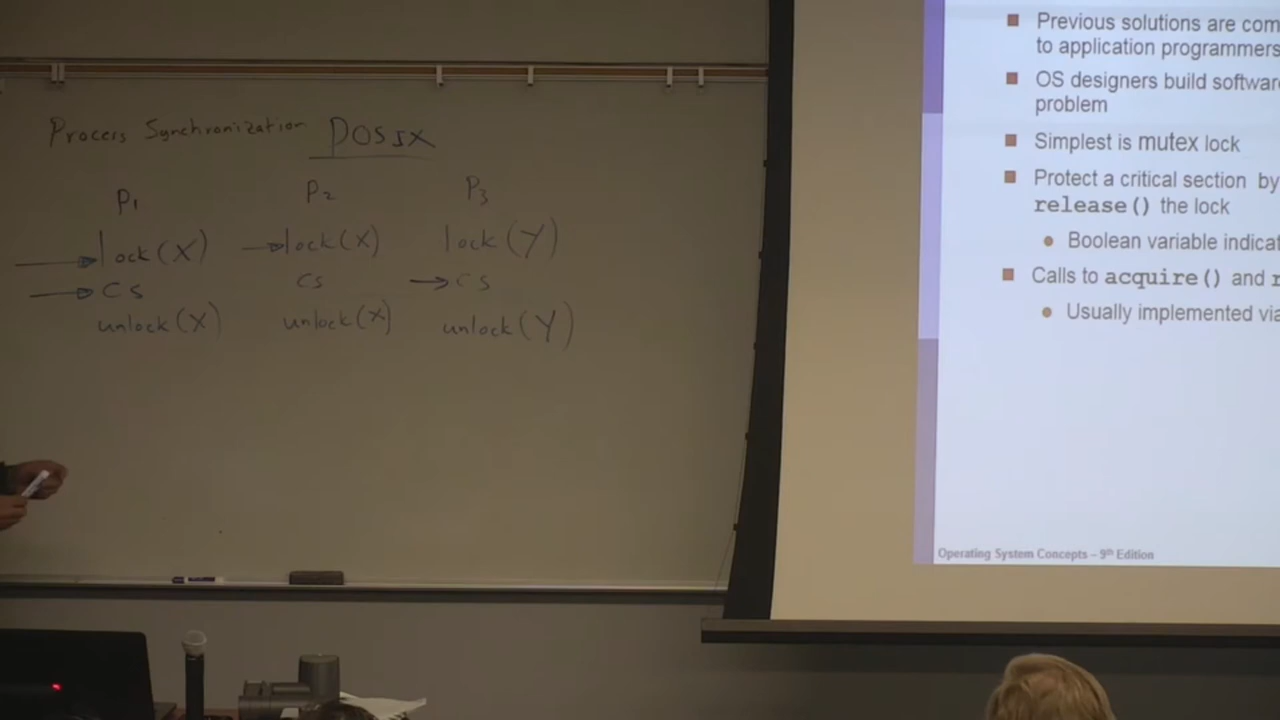 Process Synchronization POSIX
P1 P2 P3
lock(X) lock(X) lock(Y)
CS CS CS
unlock(X) unlock(X) unlock(Y)
Previous solutions are com
to application programmers
OS designers build software
problem
Simplest is mutex lock
Protect a critical section by
release() the lock
Boolean variable indicat
Calls to acquire() and r
Usually implemented via
Operating System Concepts – 9th Edition